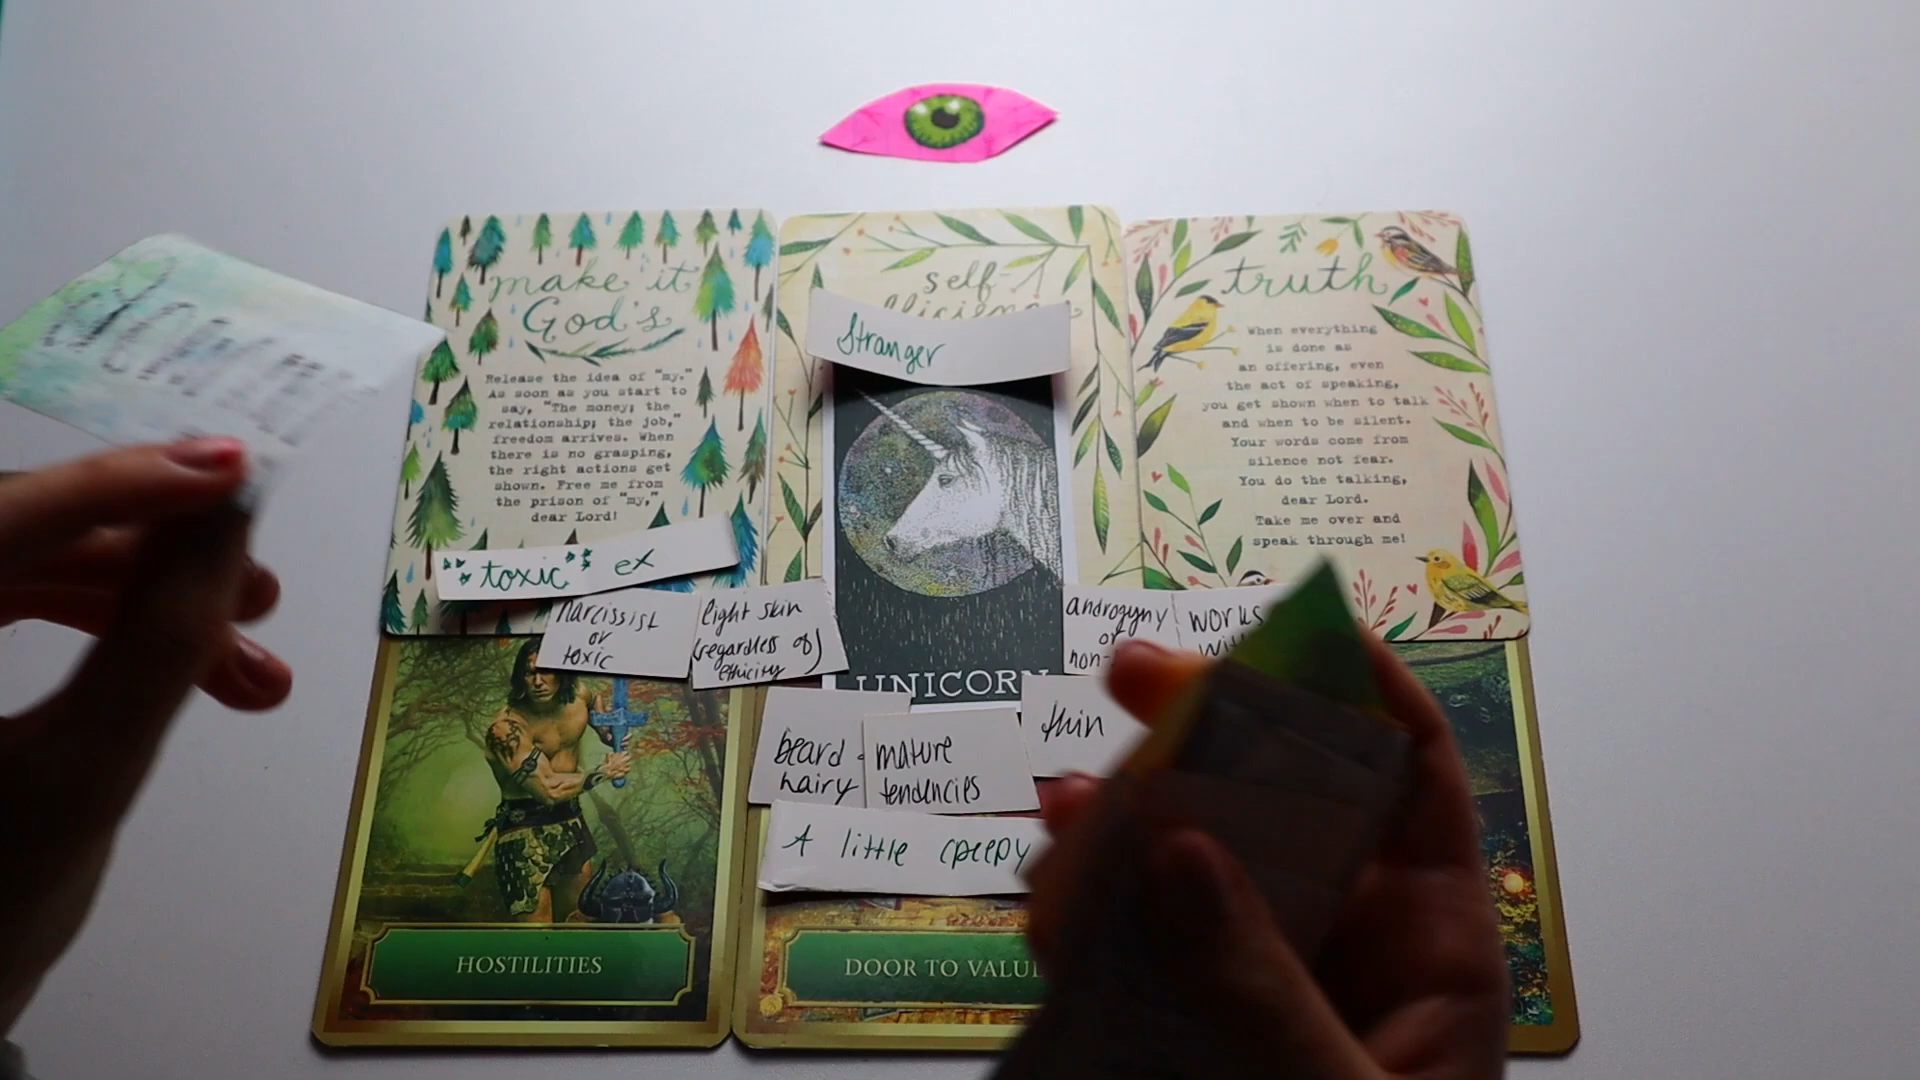 make it
God's
Release the idea of "my."
As soon as you start to
say, "The money; the
relationship; the job,"
freedom arrives. When
there is no grasping,
the right actions get
shown. Free me from
the prison of "my,"
dear Lord!
"toxic" ex
narcissist
or
toxic
light skin
(regardless of)
ethicity
HOSTILITIES
self-
Stranger
UNICORN
beard
hairy
mature
tendencies
thin
A little creepy
DOOR TO VALU
truth
When everything
is done as
an offering, even
the act of speaking,
you get shown when to talk
and when to be silent.
Your words come from
silence not fear.
You do the talking,
dear Lord.
Take me over and
speak through me!
androgyny
or
non-
works